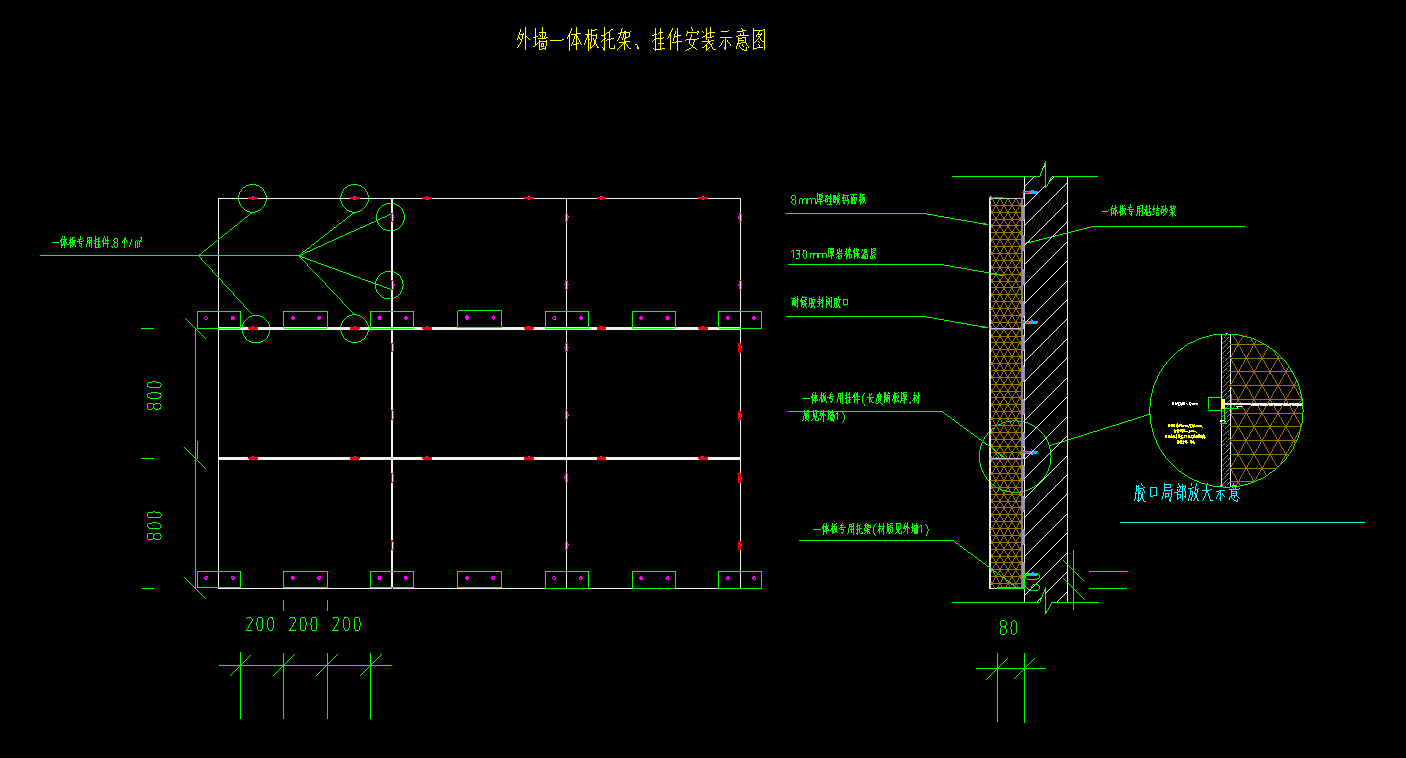 外墙一体板托架、挂件安装示意图
一体板专用挂件.8个/㎡
800
800
200 200 200
8mm厚硅酸钙面板
130mm厚岩棉保温层
耐候胶封闭胶口
一体板专用挂件(长度随板厚.材
质见外墙1)
一体板专用托架(材质见外墙1)
一体板专用粘结砂浆
胶口局部放大示意
80